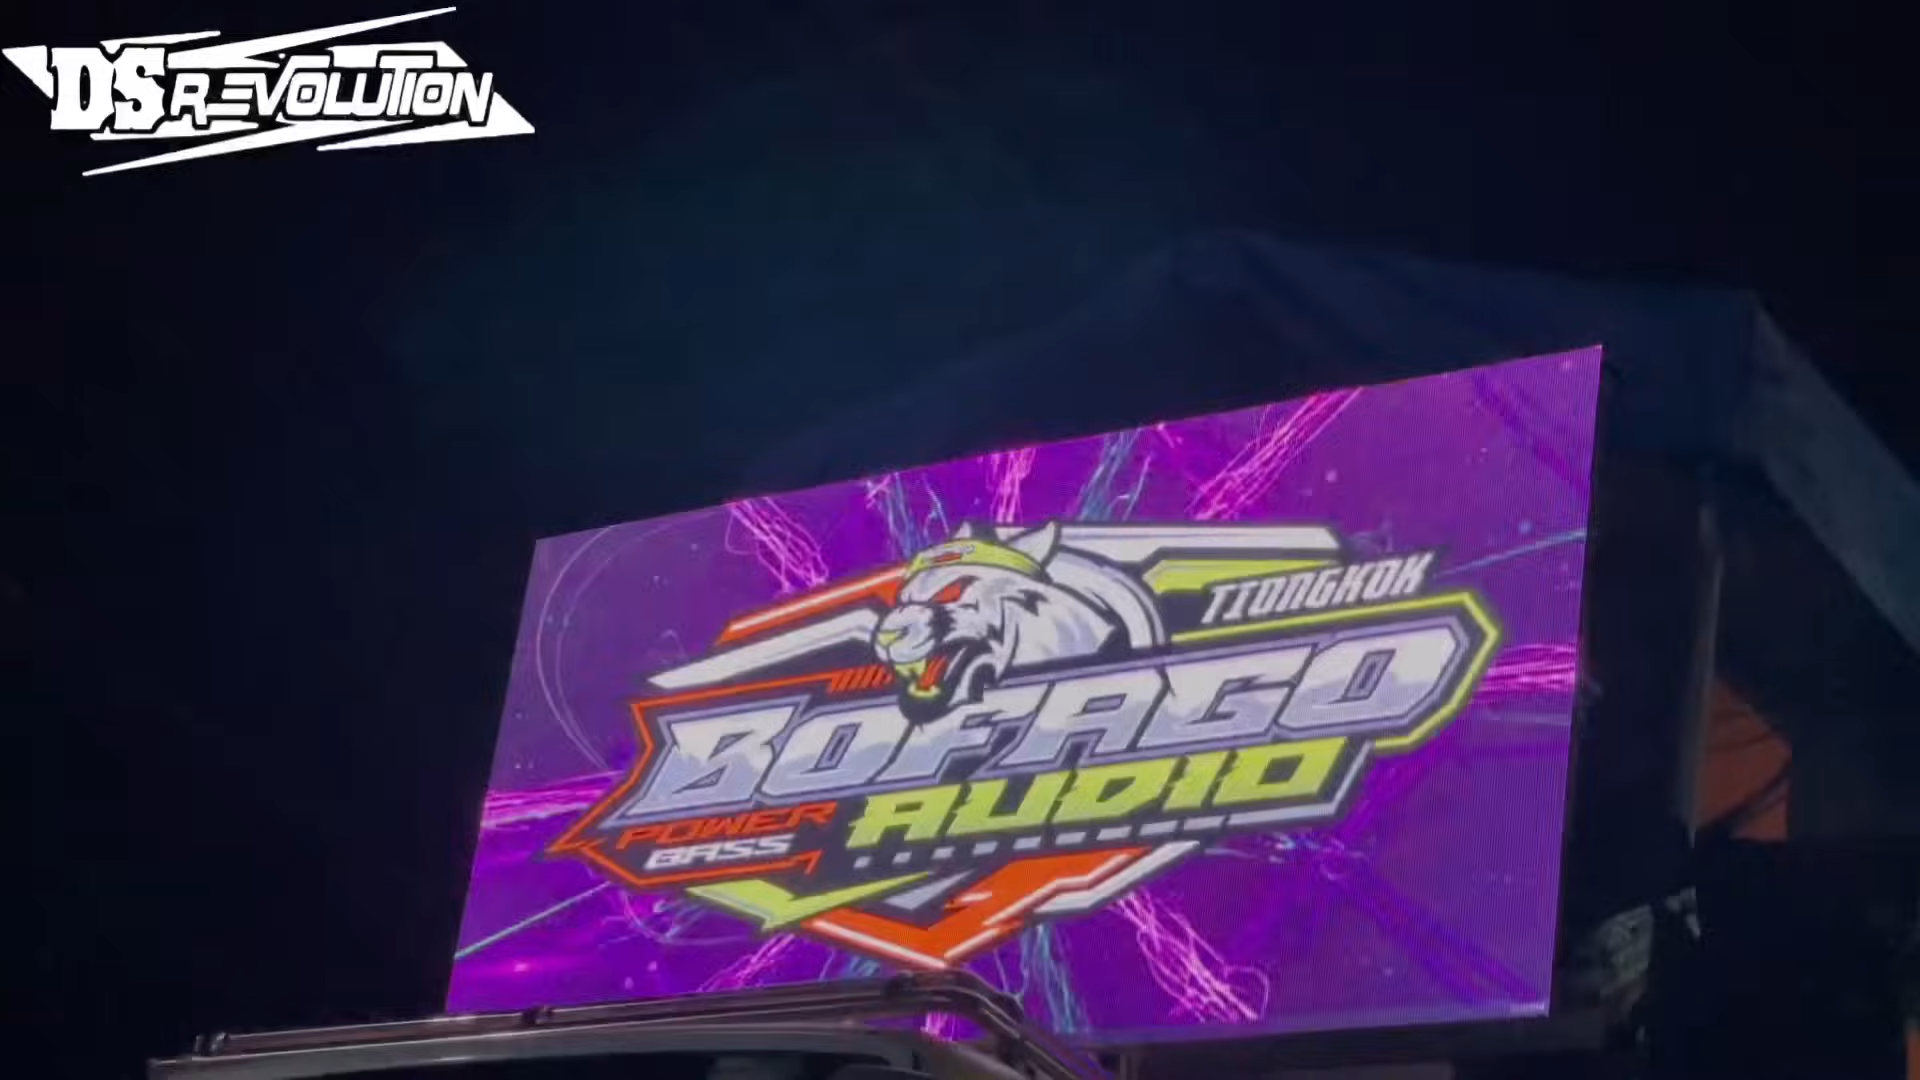 DS REVOLUTION
TIONGKOK
BOFAGO
AUDIO
POWER
BASS